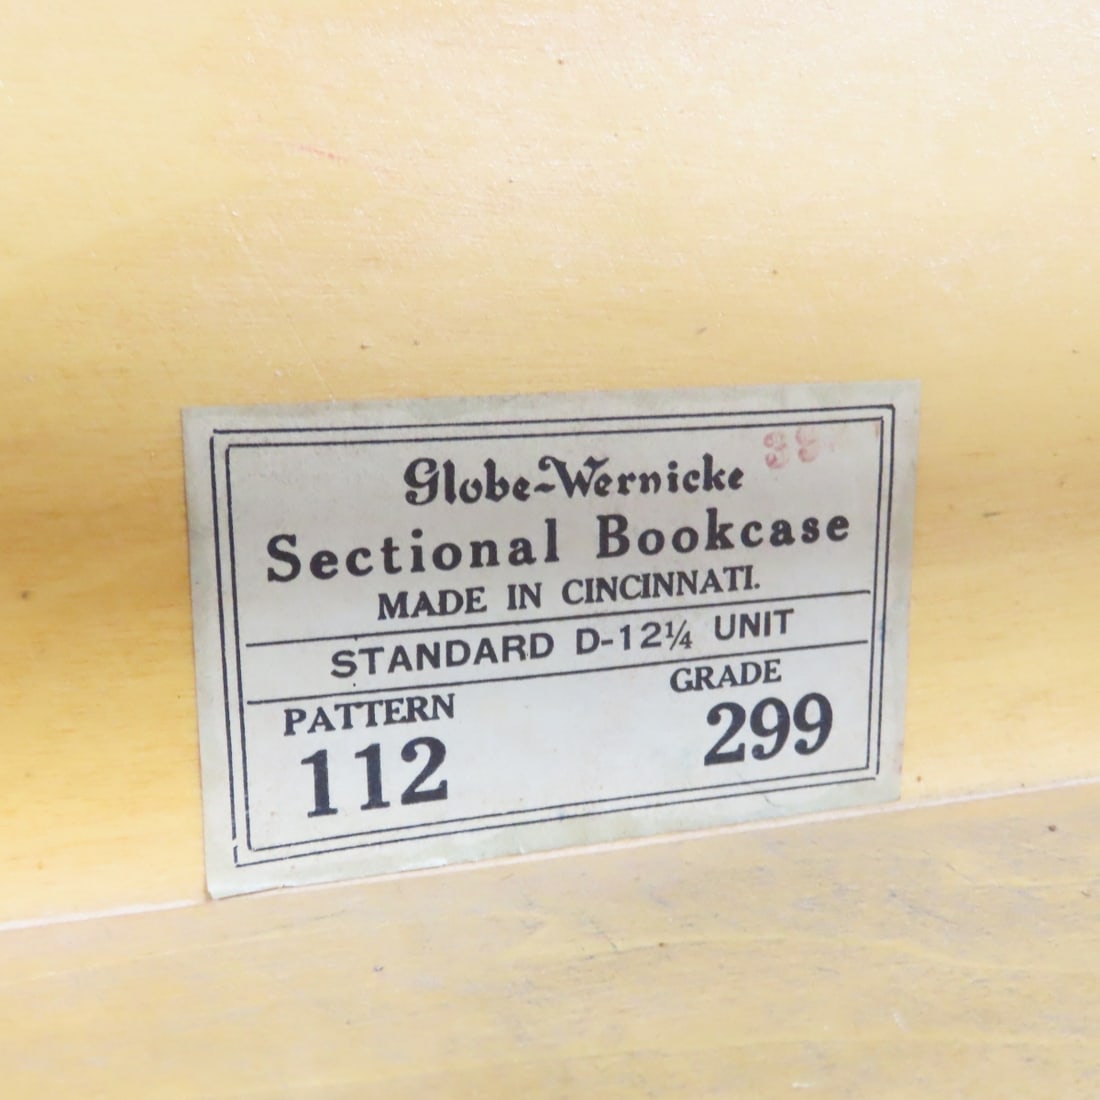 Globe-Wernicke
Sectional Bookcase
MADE IN CINCINNATI.
STANDARD D-12¼ UNIT
PATTERN GRADE
112 299